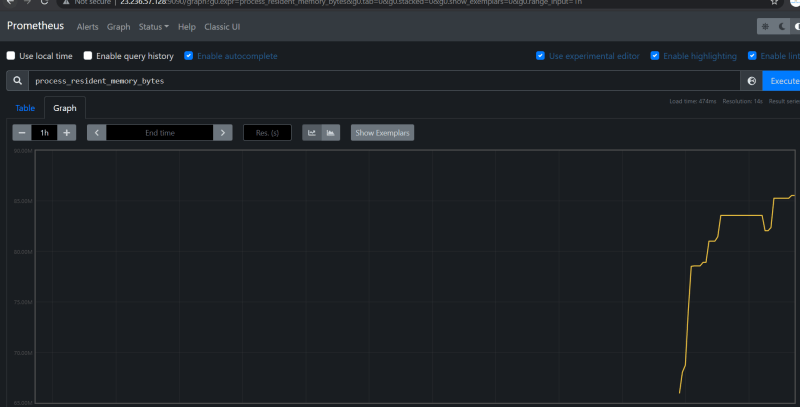 Not secure | 23.236.57.128:9090/graph?g0.expr=process_resident_memory_bytes&g0.tab=0&g0.stacked=0&g0.show_exemplars=0&g0.range_input=1h
Prometheus Alerts Graph Status Help Classic UI
Use local time Enable query history Enable autocomplete Use experimental editor Enable highlighting Enable lint
process_resident_memory_bytes Execute
Load time: 474ms Resolution: 14s Result serie
Table Graph
1h End time Res. (s) Show Exemplars
90.00M
85.00M
80.00M
75.00M
70.00M
65.00M